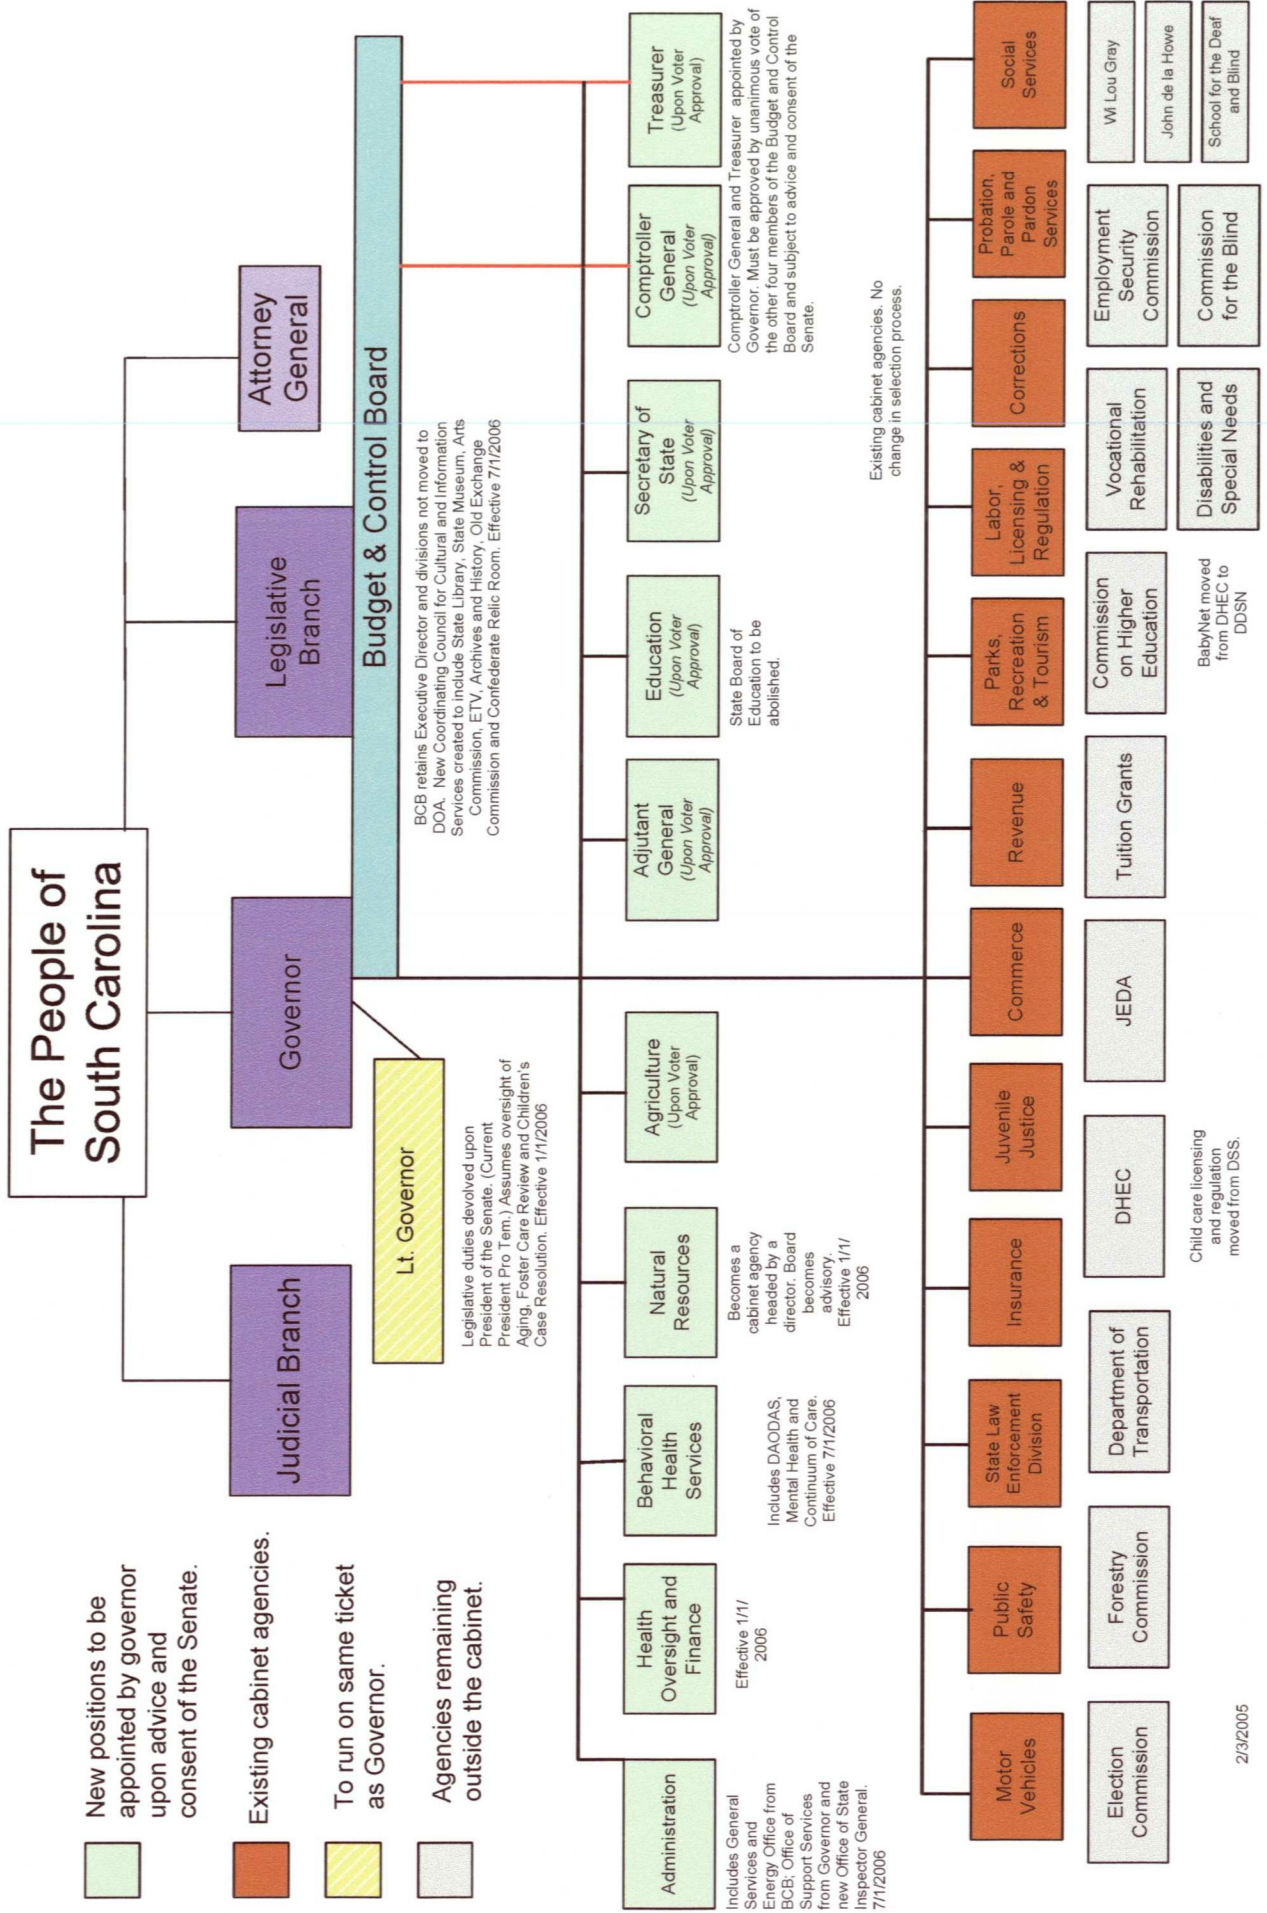 The People of
South Carolina
New positions to be
appointed by governor
upon advice and
consent of the Senate.
Existing cabinet agencies.
To run on same ticket
as Governor.
Agencies remaining
outside the cabinet.
Judicial Branch
Governor
Legislative
Branch
Attorney
General
Lt. Governor
Budget & Control Board
Legislative duties devolved upon
President of the Senate. (Current
President Pro Tem.) Assumes oversight of
Aging, Foster Care Review and Children's
Case Resolution. Effective 1/1/2006
BCB retains Executive Director and divisions not moved to
DOA. New Coordinating Council for Cultural and Information
Services created to include State Library, State Museum, Arts
Commission, ETV, Archives and History, Old Exchange
Commission and Confederate Relic Room. Effective 7/1/2006
Administration
Includes General
Services and
Energy Office from
BCB; Office of
Support Services
from Governor and
new Office of State
Inspector General.
7/1/2006
Health
Oversight and
Finance
Effective 1/1/
2006
Behavioral
Health
Services
Includes DAODAS,
Mental Health and
Continuum of Care.
Effective 7/1/2006
Natural
Resources
Becomes a
cabinet agency
headed by a
director. Board
becomes
advisory.
Effective 1/1/
2006
Agriculture
(Upon Voter
Approval)
Adjutant
General
(Upon Voter
Approval)
Education
(Upon Voter
Approval)
State Board of
Education to be
abolished.
Secretary of
State
(Upon Voter
Approval)
Comptroller
General
(Upon Voter
Approval)
Treasurer
(Upon Voter
Approval)
Comptroller General and Treasurer appointed by
Governor. Must be approved by unanimous vote of
the other four members of the Budget and Control
Board and subject to advice and consent of the
Senate.
Existing cabinet agencies. No
change in selection process.
Motor
Vehicles
Public
Safety
State Law
Enforcement
Division
Insurance
Juvenile
Justice
Commerce
Revenue
Parks,
Recreation
& Tourism
Labor,
Licensing &
Regulation
Corrections
Probation,
Parole and
Pardon
Services
Social
Services
Election
Commission
Forestry
Commission
Department of
Transportation
DHEC
JEDA
Tuition Grants
Commission
on Higher
Education
Vocational
Rehabilitation
Employment
Security
Commission
Wi Lou Gray
John de la Howe
School for the Deaf
and Blind
Child care licensing
and regulation
moved from DSS.
BabyNet moved
from DHEC to
DDSN
Disabilities and
Special Needs
Commission
for the Blind
2/3/2005